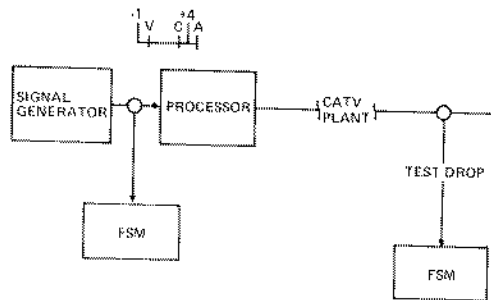 -1 V C +4 A
SIGNAL
GENERATOR
PROCESSOR
CATV
PLANT
TEST DROP
FSM
FSM